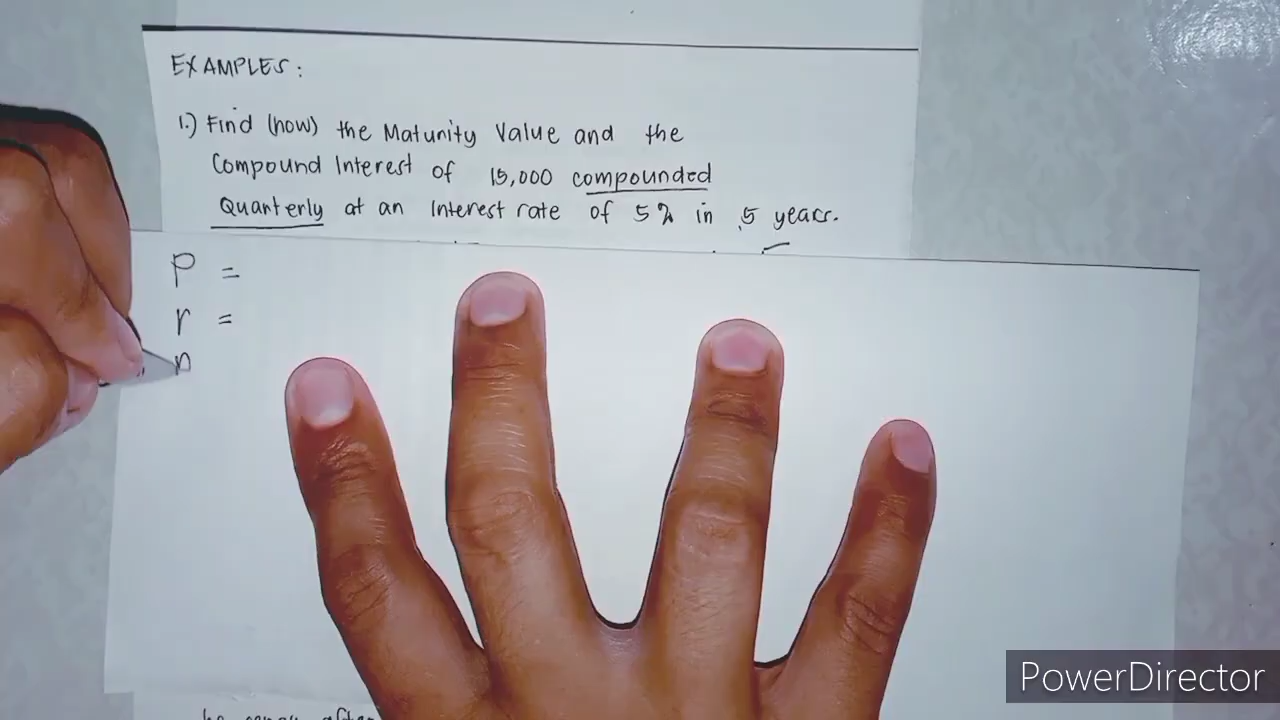 EXAMPLES:
1.) Find (how) the Maturity Value and the
Compound Interest of 15,000 compounded
Quarterly at an Interest rate of 5% in 5 years.
P =
r =
n
PowerDirector